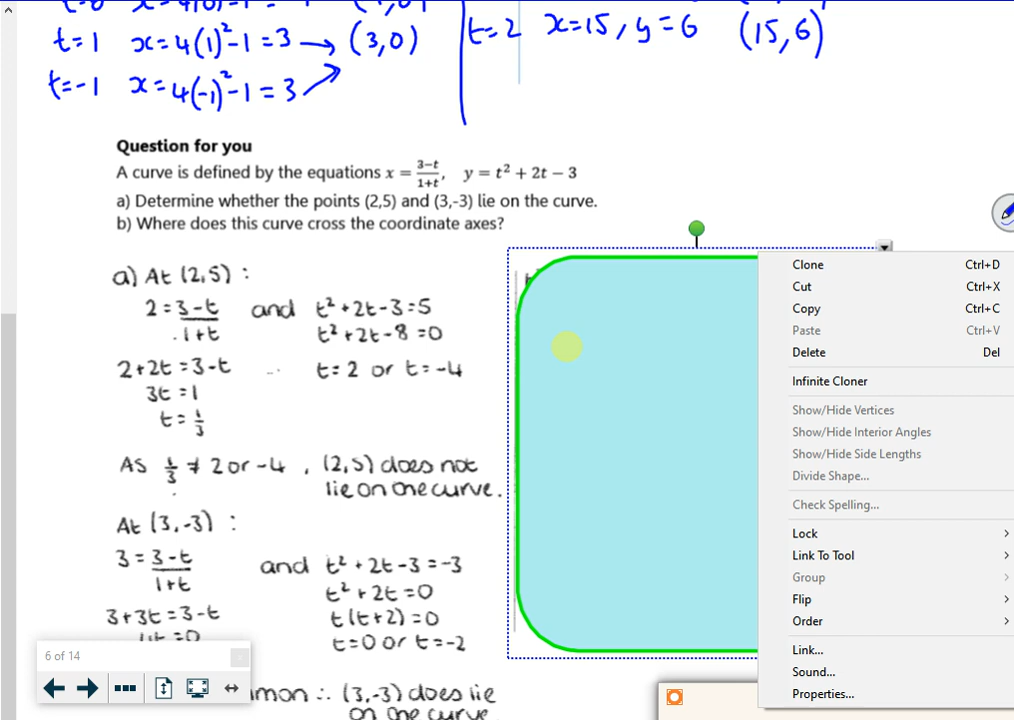 t=1 x=4(1)²-1=3 → (3,0)
t=2 x=15, y=6 (15,6)
t=-1 x=4(-1)²-1=3
Question for you
A curve is defined by the equations x = 3−t/1+t, y = t² + 2t − 3
a) Determine whether the points (2,5) and (3,-3) lie on the curve.
b) Where does this curve cross the coordinate axes?
a) At (2,5) :
2 = 3-t/1+t and t²+2t-3=5
t²+2t-8=0
2+2t=3-t t=2 or t=-4
3t=1
t=1/3
As 1/3 ≠ 2 or -4, (2,5) does not
lie on the curve.
At (3,-3) :
3 = 3-t/1+t and t²+2t-3=-3
t²+2t=0
3+3t=3-t t(t+2)=0
t=0 or t=-2
∴ (3,-3) does lie
on the curve.
Clone Ctrl+D
Cut Ctrl+X
Copy Ctrl+C
Paste Ctrl+V
Delete Del
Infinite Cloner
Show/Hide Vertices
Show/Hide Interior Angles
Show/Hide Side Lengths
Divide Shape...
Check Spelling...
Lock
Link To Tool
Group
Flip
Order
Link...
Sound...
Properties...
6 of 14